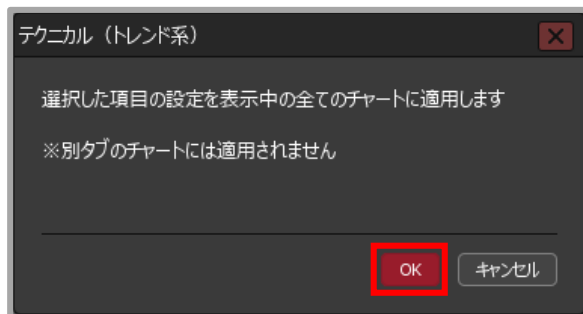 テクニカル（トレンド系）
選択した項目の設定を表示中の全てのチャートに適用します
※別タブのチャートには適用されません
OK
キャンセル